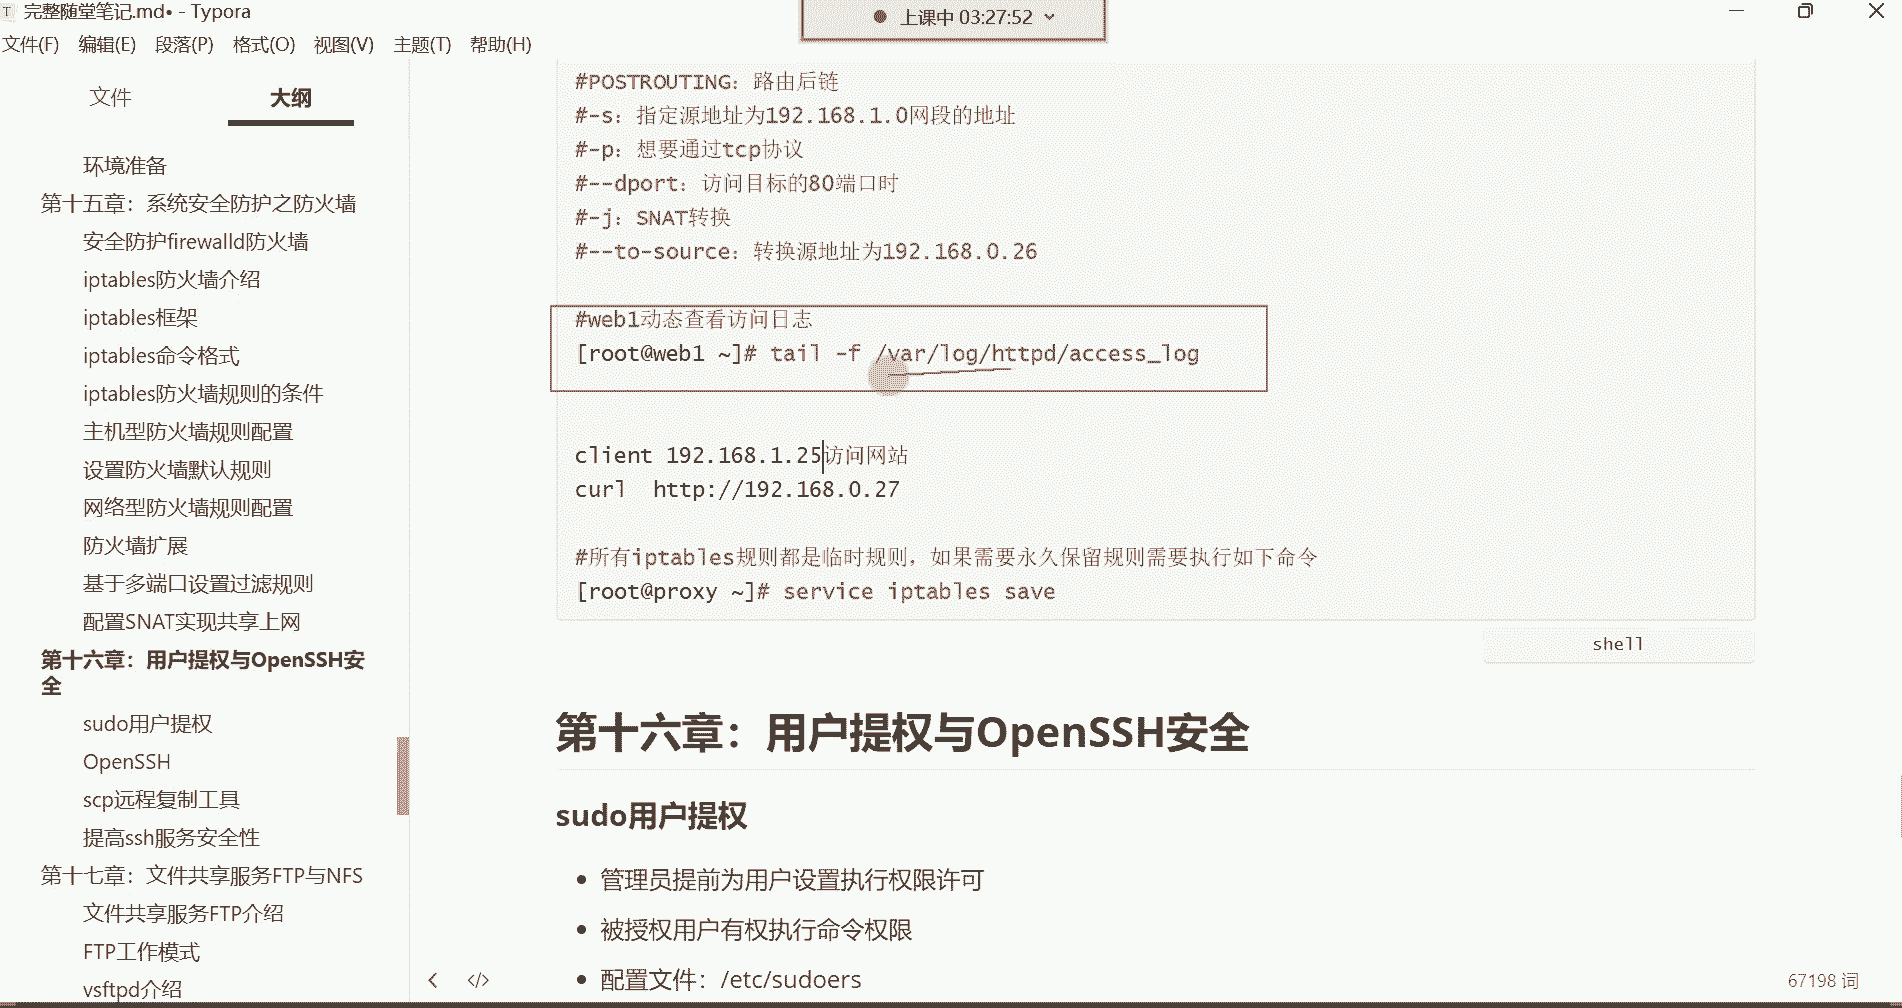 完整随堂笔记.md• - Typora
上课中 03:27:52
文件(F) 编辑(E) 段落(P) 格式(O) 视图(V) 主题(T) 帮助(H)
文件 大纲
环境准备
第十五章：系统安全防护之防火墙
安全防护firewalld防火墙
iptables防火墙介绍
iptables框架
iptables命令格式
iptables防火墙规则的条件
主机型防火墙规则配置
设置防火墙默认规则
网络型防火墙规则配置
防火墙扩展
基于多端口设置过滤规则
配置SNAT实现共享上网
第十六章：用户提权与OpenSSH安
全
sudo用户提权
OpenSSH
scp远程复制工具
提高ssh服务安全性
第十七章：文件共享服务FTP与NFS
文件共享服务FTP介绍
FTP工作模式
vsftpd介绍
#POSTROUTING：路由后链
#-s：指定源地址为192.168.1.0网段的地址
#-p：想要通过tcp协议
#--dport：访问目标的80端口时
#-j：SNAT转换
#--to-source：转换源地址为192.168.0.26
#web1动态查看访问日志
[root@web1 ~]# tail -f /var/log/httpd/access_log
client 192.168.1.25访问网站
curl  http://192.168.0.27
#所有iptables规则都是临时规则，如果需要永久保留规则需要执行如下命令
[root@proxy ~]# service iptables save
shell
第十六章：用户提权与OpenSSH安全
sudo用户提权
• 管理员提前为用户设置执行权限许可
• 被授权用户有权执行命令权限
• 配置文件：/etc/sudoers
</> 67198 词